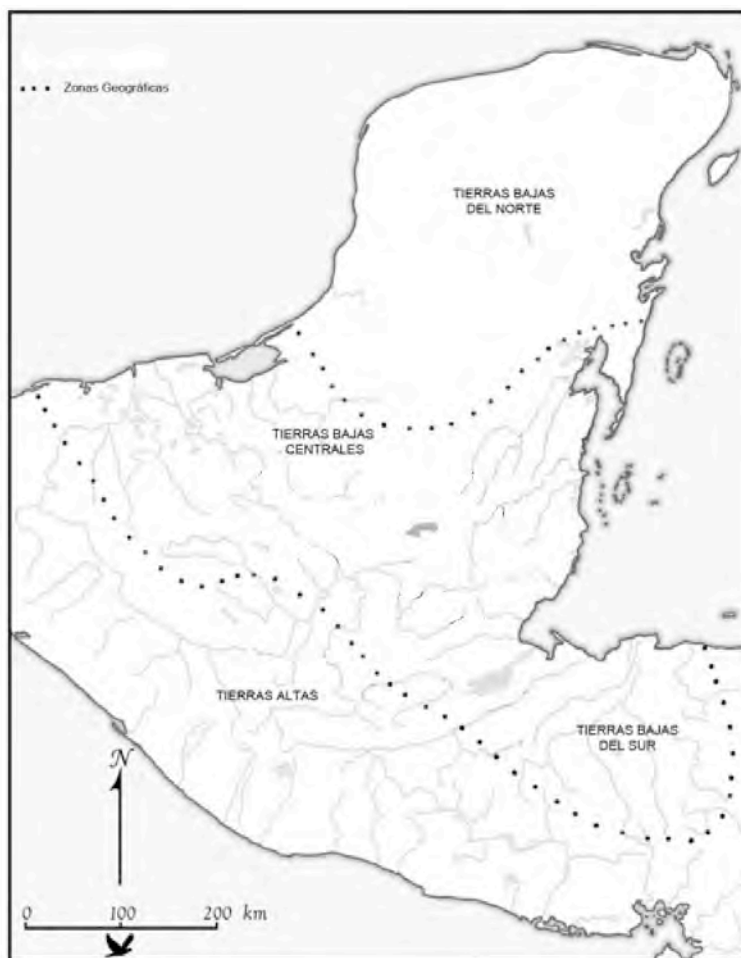 Zonas Geográficas
TIERRAS BAJAS
DEL NORTE
TIERRAS BAJAS
CENTRALES
TIERRAS ALTAS
TIERRAS BAJAS
DEL SUR
N
0 100 200 km